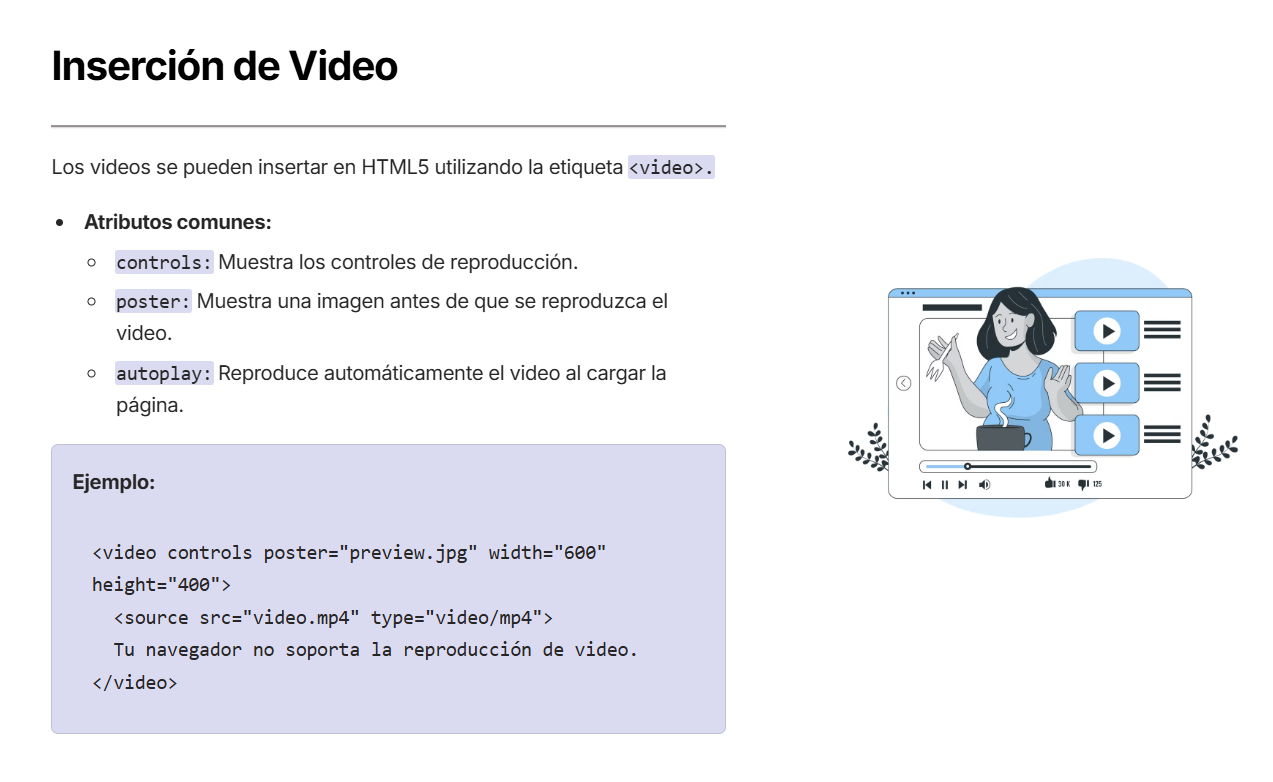 Inserción de Video
Los videos se pueden insertar en HTML5 utilizando la etiqueta <video>.
• Atributos comunes:
◦ controls: Muestra los controles de reproducción.
◦ poster: Muestra una imagen antes de que se reproduzca el
video.
◦ autoplay: Reproduce automáticamente el video al cargar la
página.
Ejemplo:
<video controls poster="preview.jpg" width="600"
height="400">
  <source src="video.mp4" type="video/mp4">
  Tu navegador no soporta la reproducción de video.
</video>
30 K 125